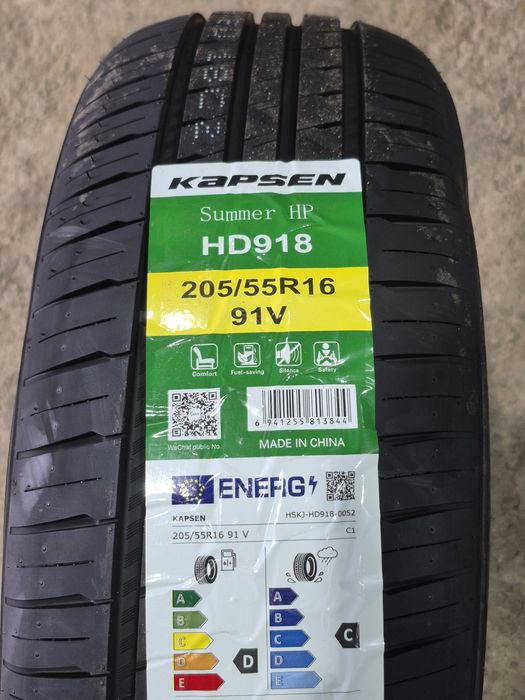 KAPSEN
Summer HP
HD918
205/55R16
91V
Comfort Fuel-saving Silence Safety
WeChat public No.
6 941255 813844
MADE IN CHINA
ENERG
KAPSEN HSKJ-HD918-0052
205/55R16 91 V C1
A A
B B
C C C
D D D
E E